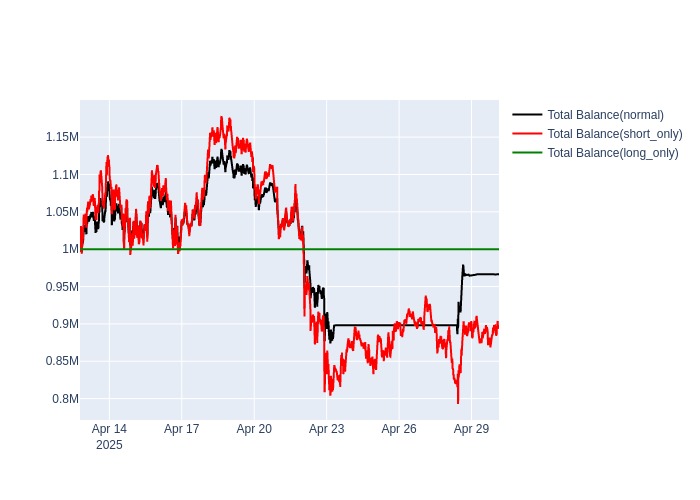 Total Balance(normal)
Total Balance(short_only)
Total Balance(long_only)
1.15M
1.1M
1.05M
1M
0.95M
0.9M
0.85M
0.8M
Apr 14
2025
Apr 17
Apr 20
Apr 23
Apr 26
Apr 29